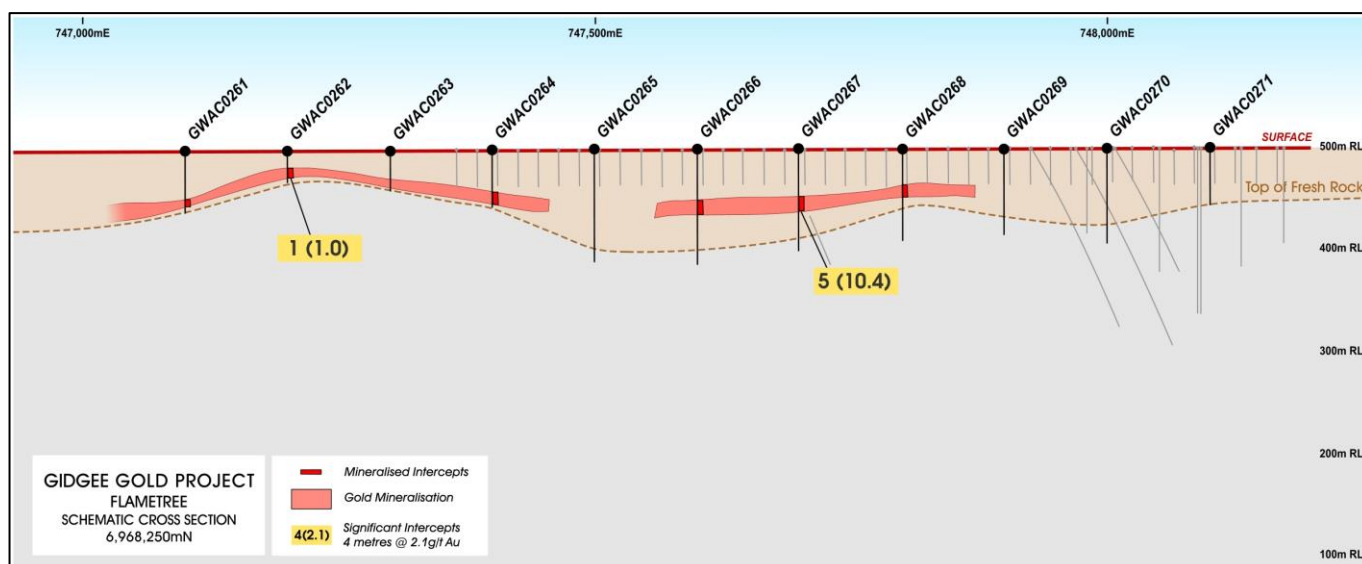 747,000mE
747,500mE
748,000mE
GWAC0261
GWAC0262
GWAC0263
GWAC0264
GWAC0265
GWAC0266
GWAC0267
GWAC0268
GWAC0269
GWAC0270
GWAC0271
SURFACE
500m RL
Top of Fresh Rock
1 (1.0)
400m RL
5 (10.4)
300m RL
200m RL
GIDGEE GOLD PROJECT
FLAMETREE
SCHEMATIC CROSS SECTION
6,968,250mN
Mineralised Intercepts
Gold Mineralisation
4(2.1)
Significant Intercepts
4 metres @ 2.1g/t Au
100m RL